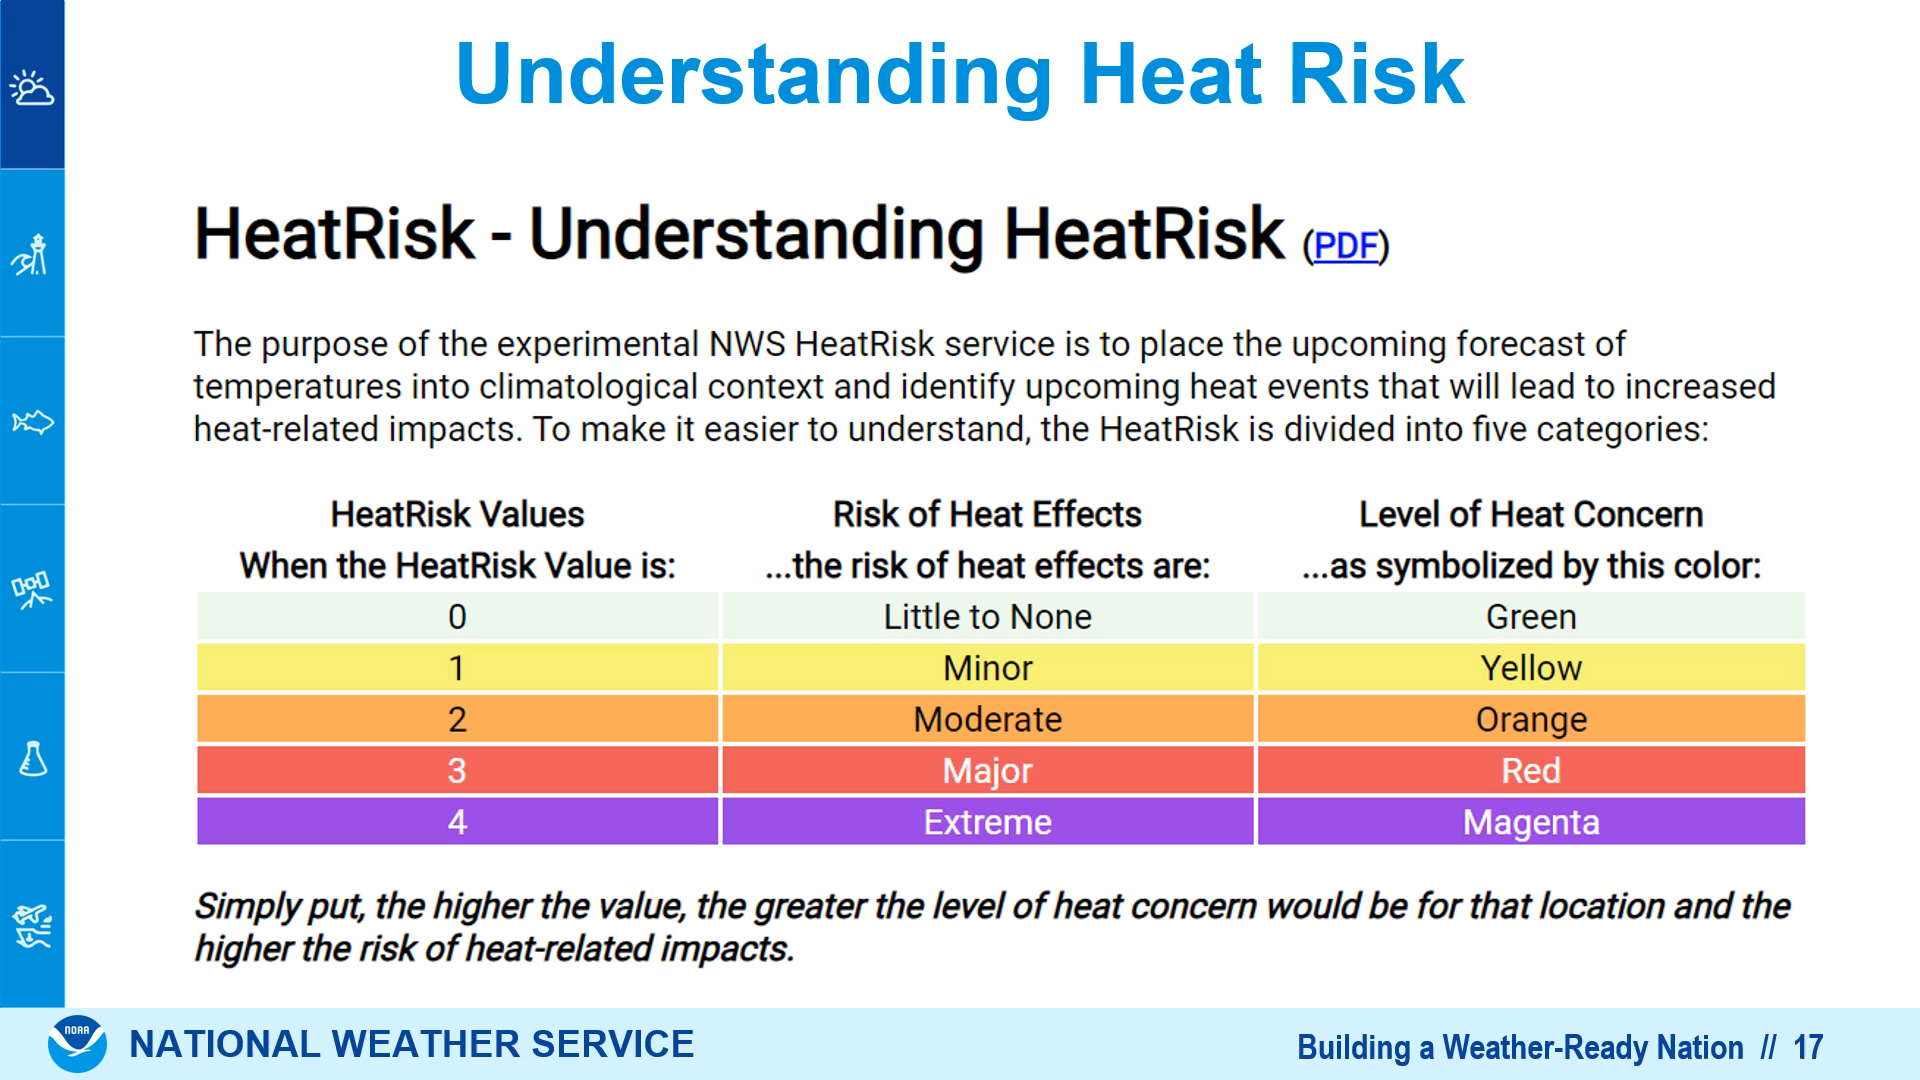 Understanding Heat Risk
HeatRisk - Understanding HeatRisk (PDF)
The purpose of the experimental NWS HeatRisk service is to place the upcoming forecast of
temperatures into climatological context and identify upcoming heat events that will lead to increased
heat-related impacts. To make it easier to understand, the HeatRisk is divided into five categories:
HeatRisk Values Risk of Heat Effects Level of Heat Concern
When the HeatRisk Value is: ...the risk of heat effects are: ...as symbolized by this color:
0 Little to None Green
1 Minor Yellow
2 Moderate Orange
3 Major Red
4 Extreme Magenta
Simply put, the higher the value, the greater the level of heat concern would be for that location and the
higher the risk of heat-related impacts.
NOAA NATIONAL WEATHER SERVICE Building a Weather-Ready Nation // 17